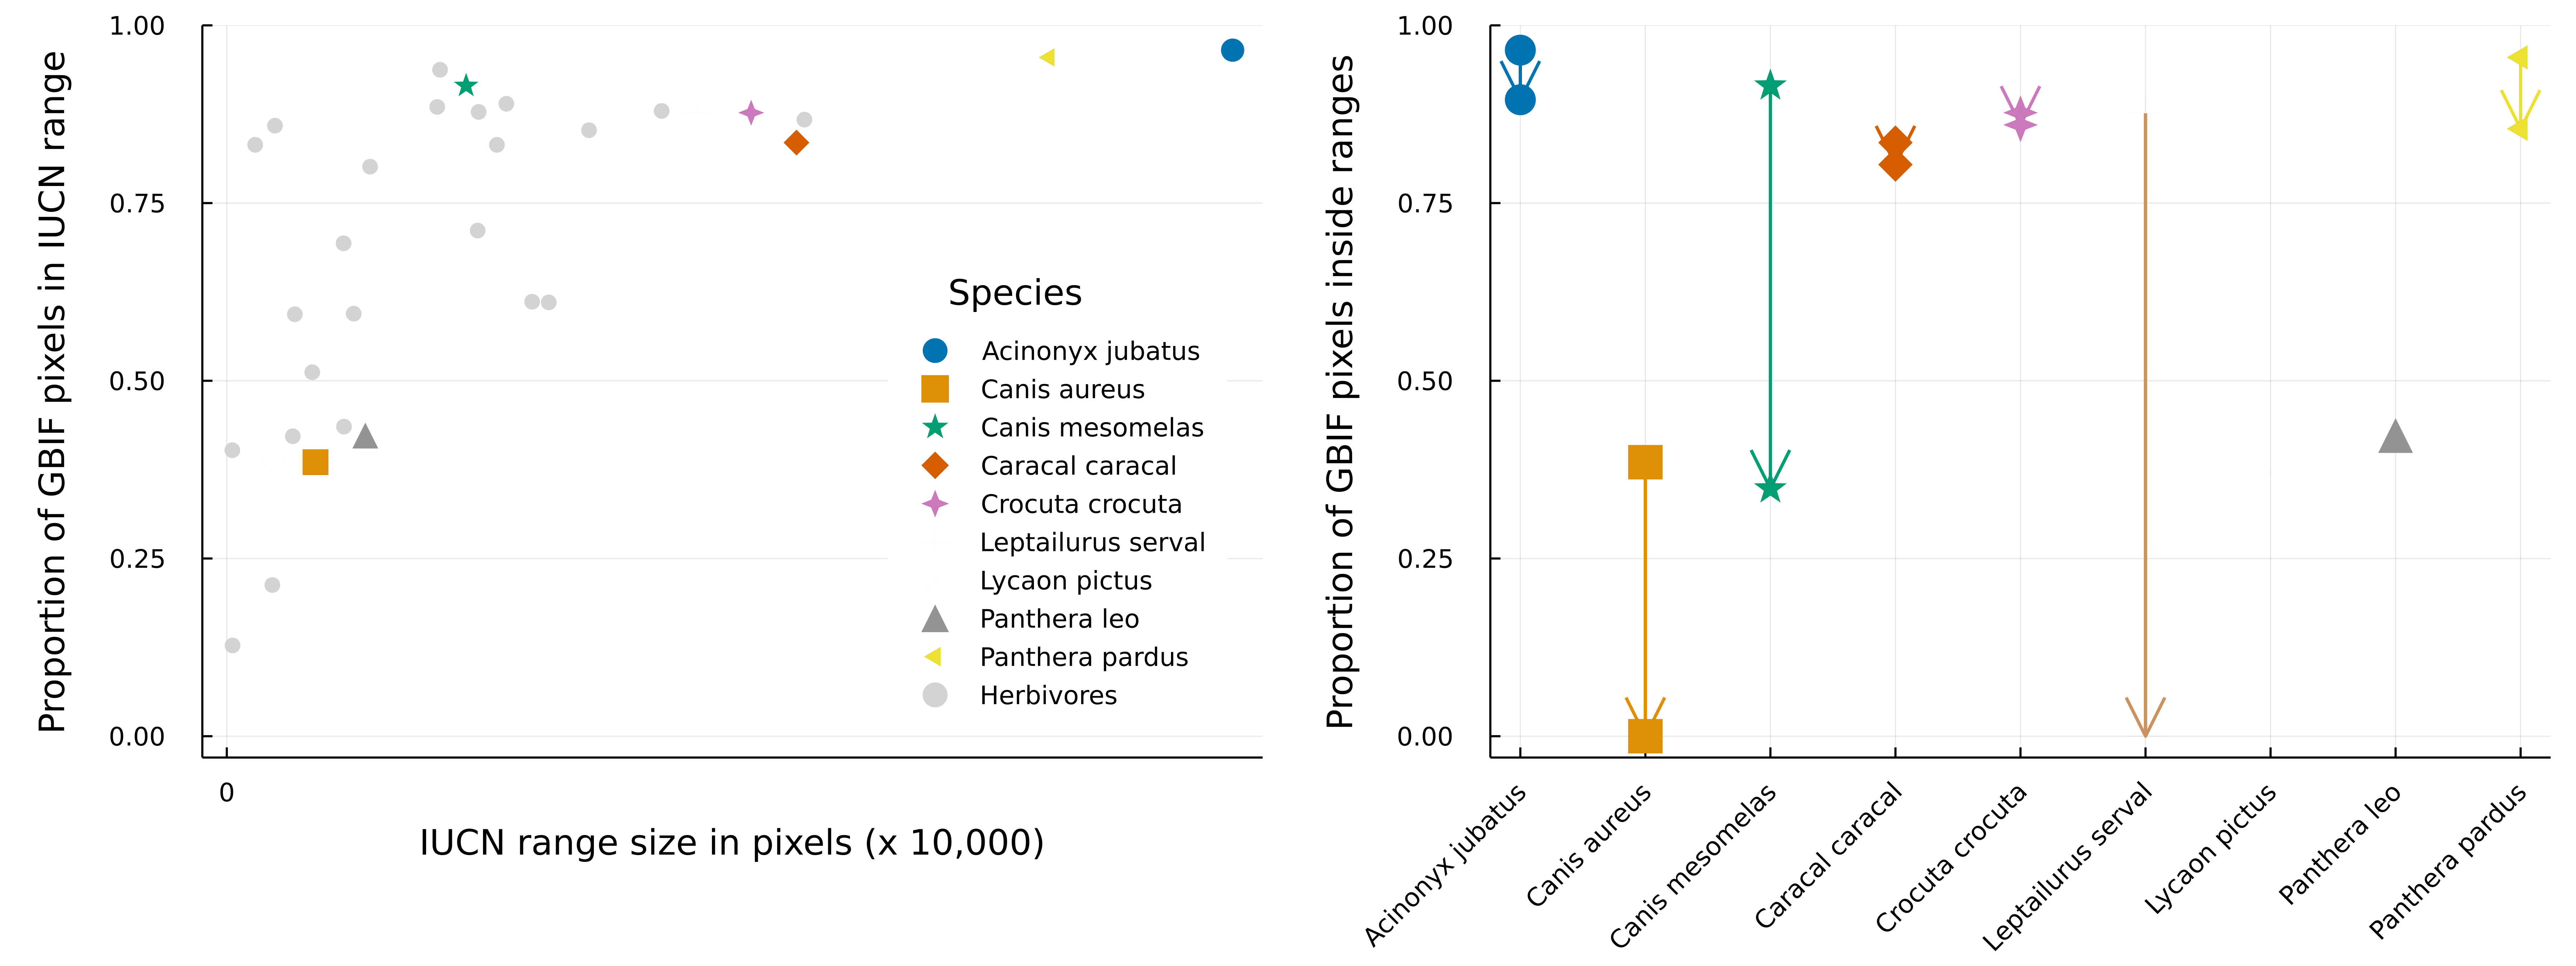 1.00
0.75
0.50
0.25
0.00
Proportion of GBIF pixels in IUCN range
0
IUCN range size in pixels (x 10,000)
Species
Acinonyx jubatus
Canis aureus
Canis mesomelas
Caracal caracal
Crocuta crocuta
Leptailurus serval
Lycaon pictus
Panthera leo
Panthera pardus
Herbivores
1.00
0.75
0.50
0.25
0.00
Proportion of GBIF pixels inside ranges
Acinonyx jubatus
Canis aureus
Canis mesomelas
Caracal caracal
Crocuta crocuta
Leptailurus serval
Lycaon pictus
Panthera leo
Panthera pardus